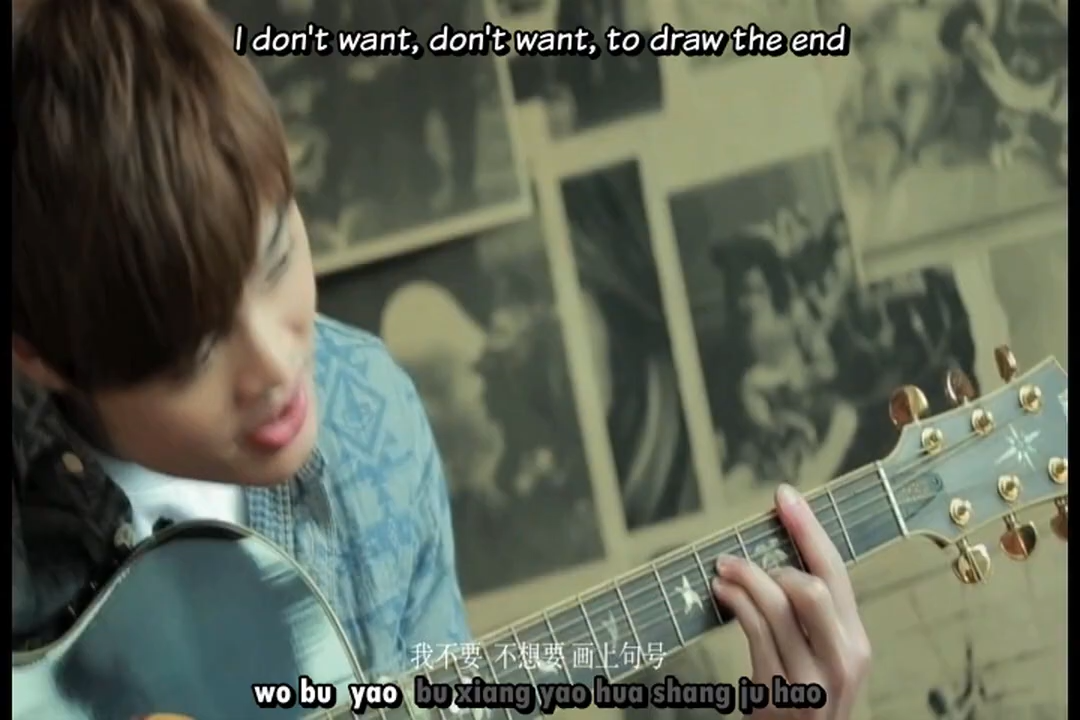 I don't want, don't want, to draw the end
我不要 不想要 画上句号
wo bu yao bu xiang yao hua shang ju hao